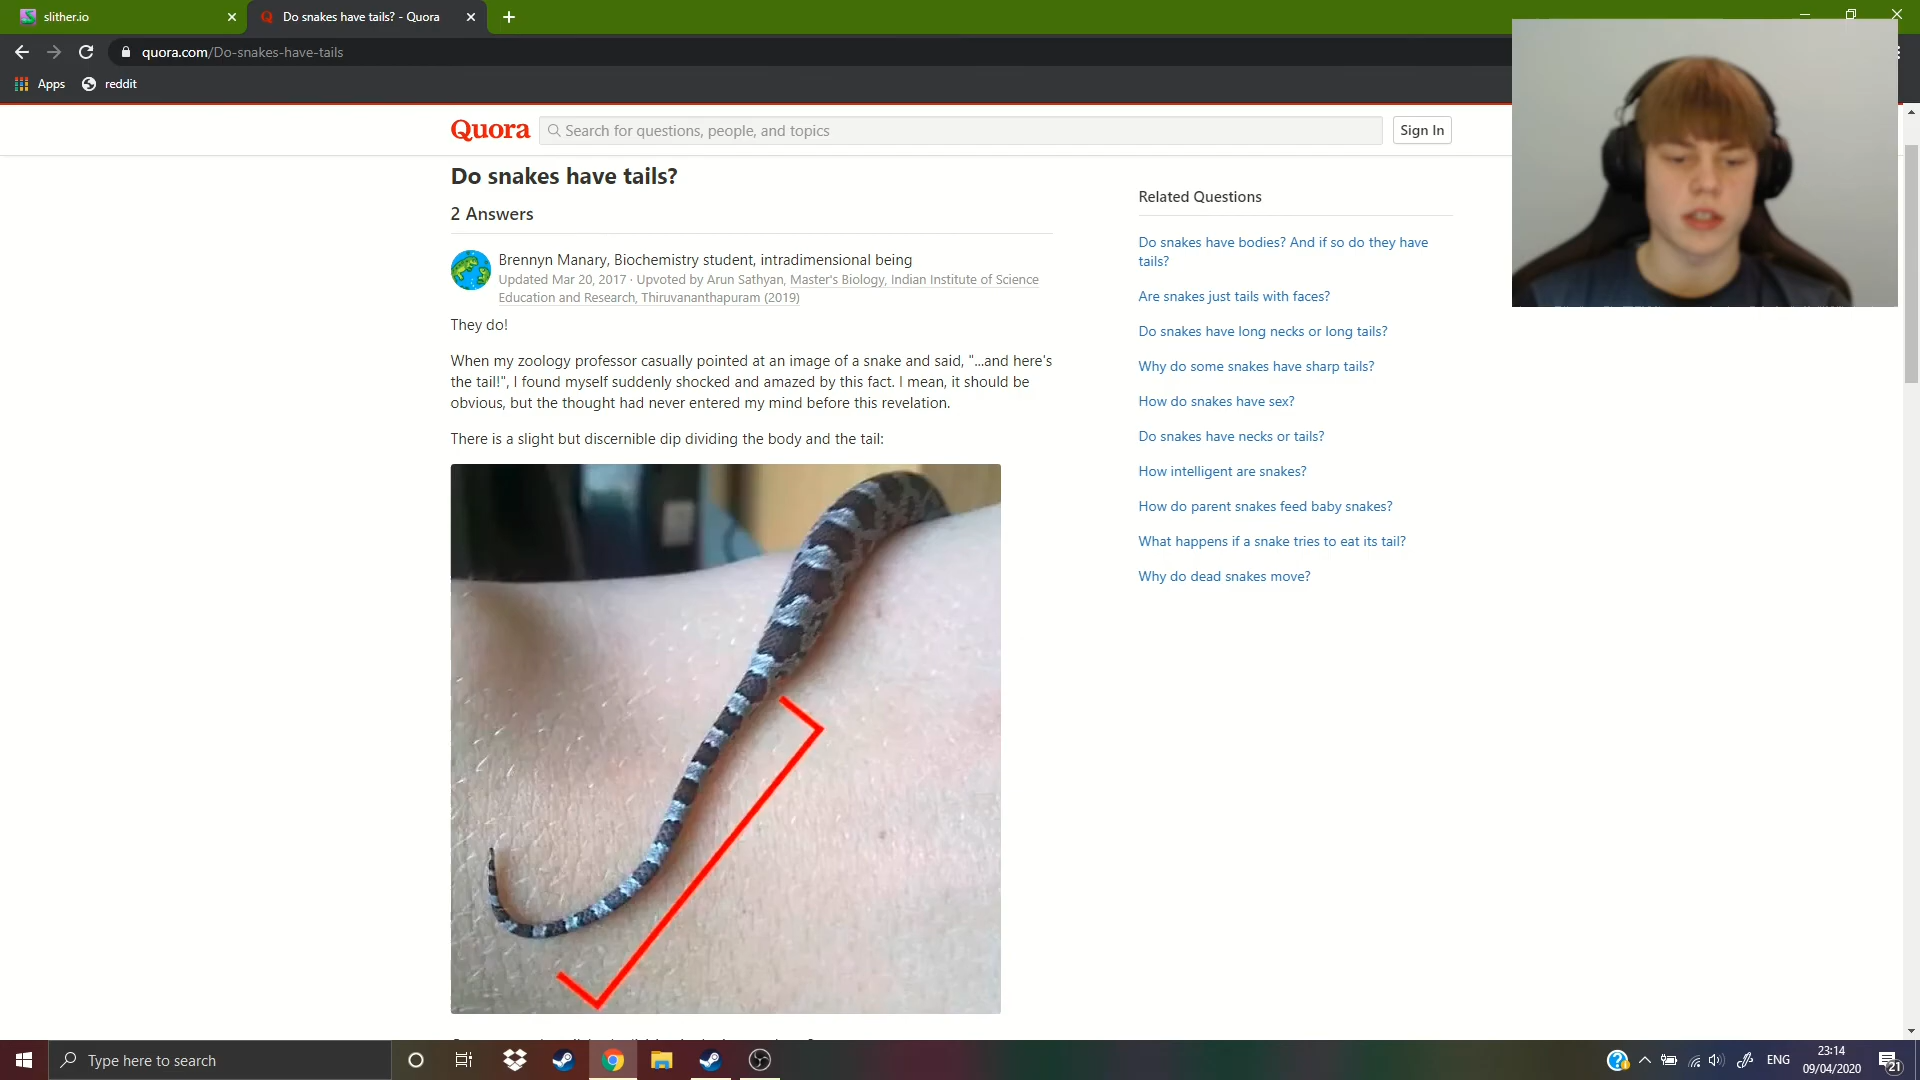 slither.io
Do snakes have tails? - Quora
quora.com/Do-snakes-have-tails
Apps
reddit
Quora
Search for questions, people, and topics
Sign In
Do snakes have tails?
2 Answers
Brennyn Manary, Biochemistry student, intradimensional being
Updated Mar 20, 2017 · Upvoted by Arun Sathyan, Master's Biology, Indian Institute of Science
Education and Research, Thiruvananthapuram (2019)
They do!
When my zoology professor casually pointed at an image of a snake and said, "...and here's
the tail!", I found myself suddenly shocked and amazed by this fact. I mean, it should be
obvious, but the thought had never entered my mind before this revelation.
There is a slight but discernible dip dividing the body and the tail:
Related Questions
Do snakes have bodies? And if so do they have
tails?
Are snakes just tails with faces?
Do snakes have long necks or long tails?
Why do some snakes have sharp tails?
How do snakes have sex?
Do snakes have necks or tails?
How intelligent are snakes?
How do parent snakes feed baby snakes?
What happens if a snake tries to eat its tail?
Why do dead snakes move?
Type here to search
ENG
23:14
09/04/2020
21